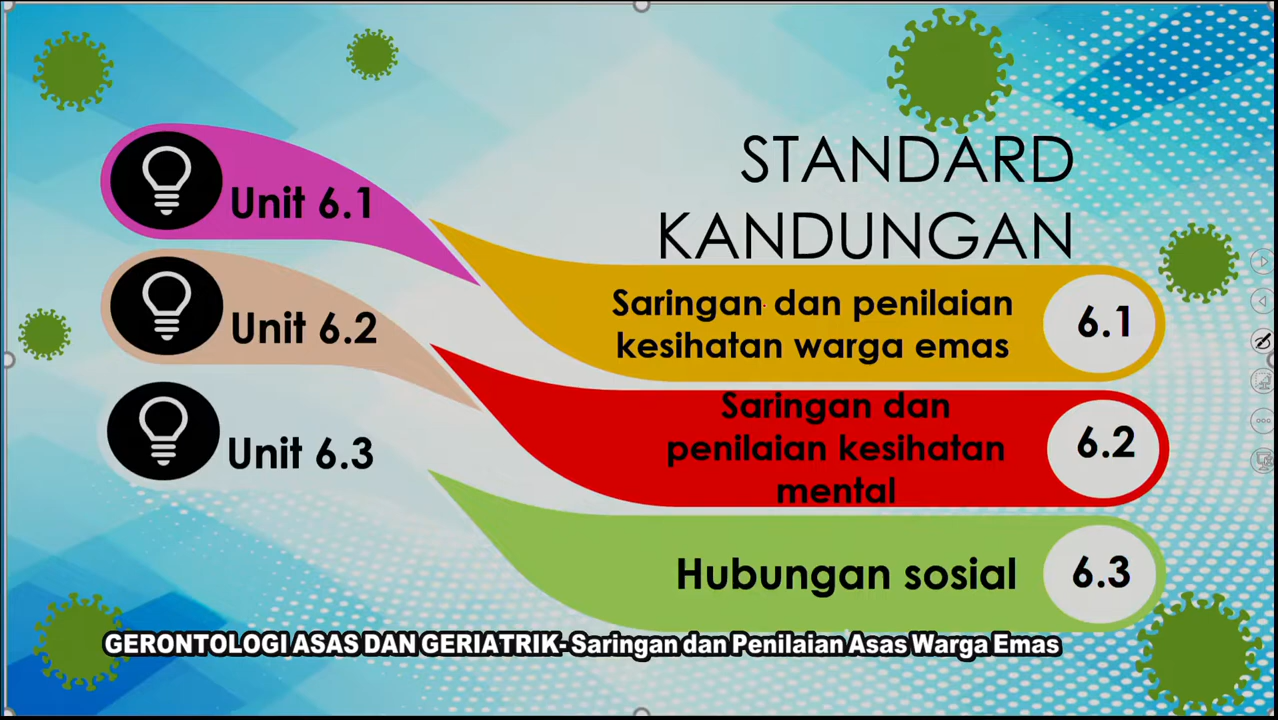 STANDARD
KANDUNGAN
Unit 6.1
Saringan dan penilaian
kesihatan warga emas
6.1
Unit 6.2
Saringan dan
penilaian kesihatan
mental
6.2
Unit 6.3
Hubungan sosial
6.3
GERONTOLOGI ASAS DAN GERIATRIK- Saringan dan Penilaian Asas Warga Emas